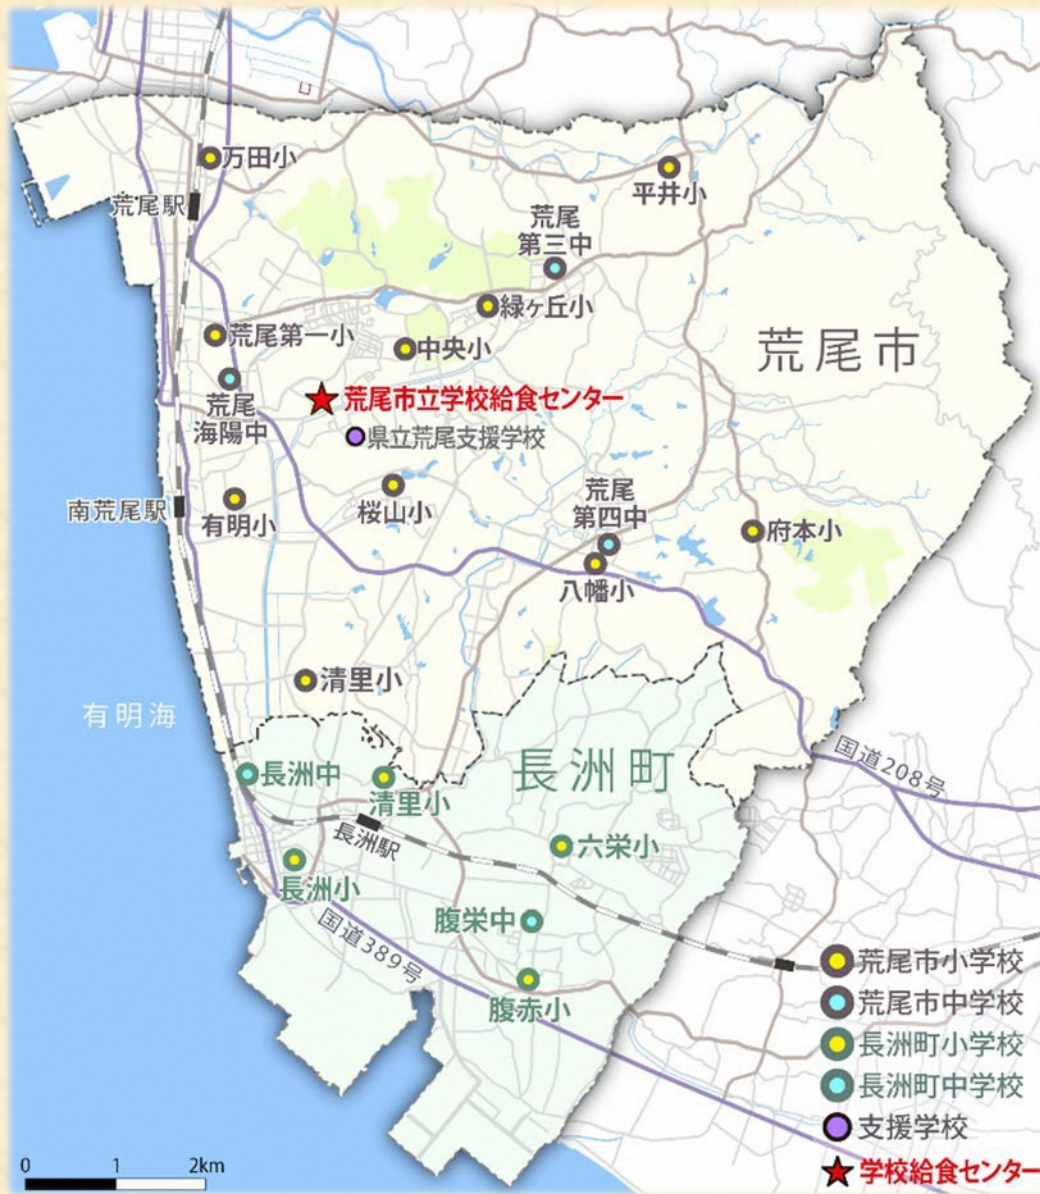 万田小
荒尾駅
平井小
荒尾
第三中
緑ヶ丘小
荒尾第一小
中央小
荒尾市
荒尾
海陽中
荒尾市立学校給食センター
県立荒尾支援学校
南荒尾駅
有明小
桜山小
荒尾
第四中
府本小
八幡小
清里小
有明海
長洲町
国道208号
長洲中
清里小
長洲駅
六栄小
長洲小
腹栄中
国道389号
腹赤小
荒尾市小学校
荒尾市中学校
長洲町小学校
長洲町中学校
支援学校
学校給食センター
0 1 2km